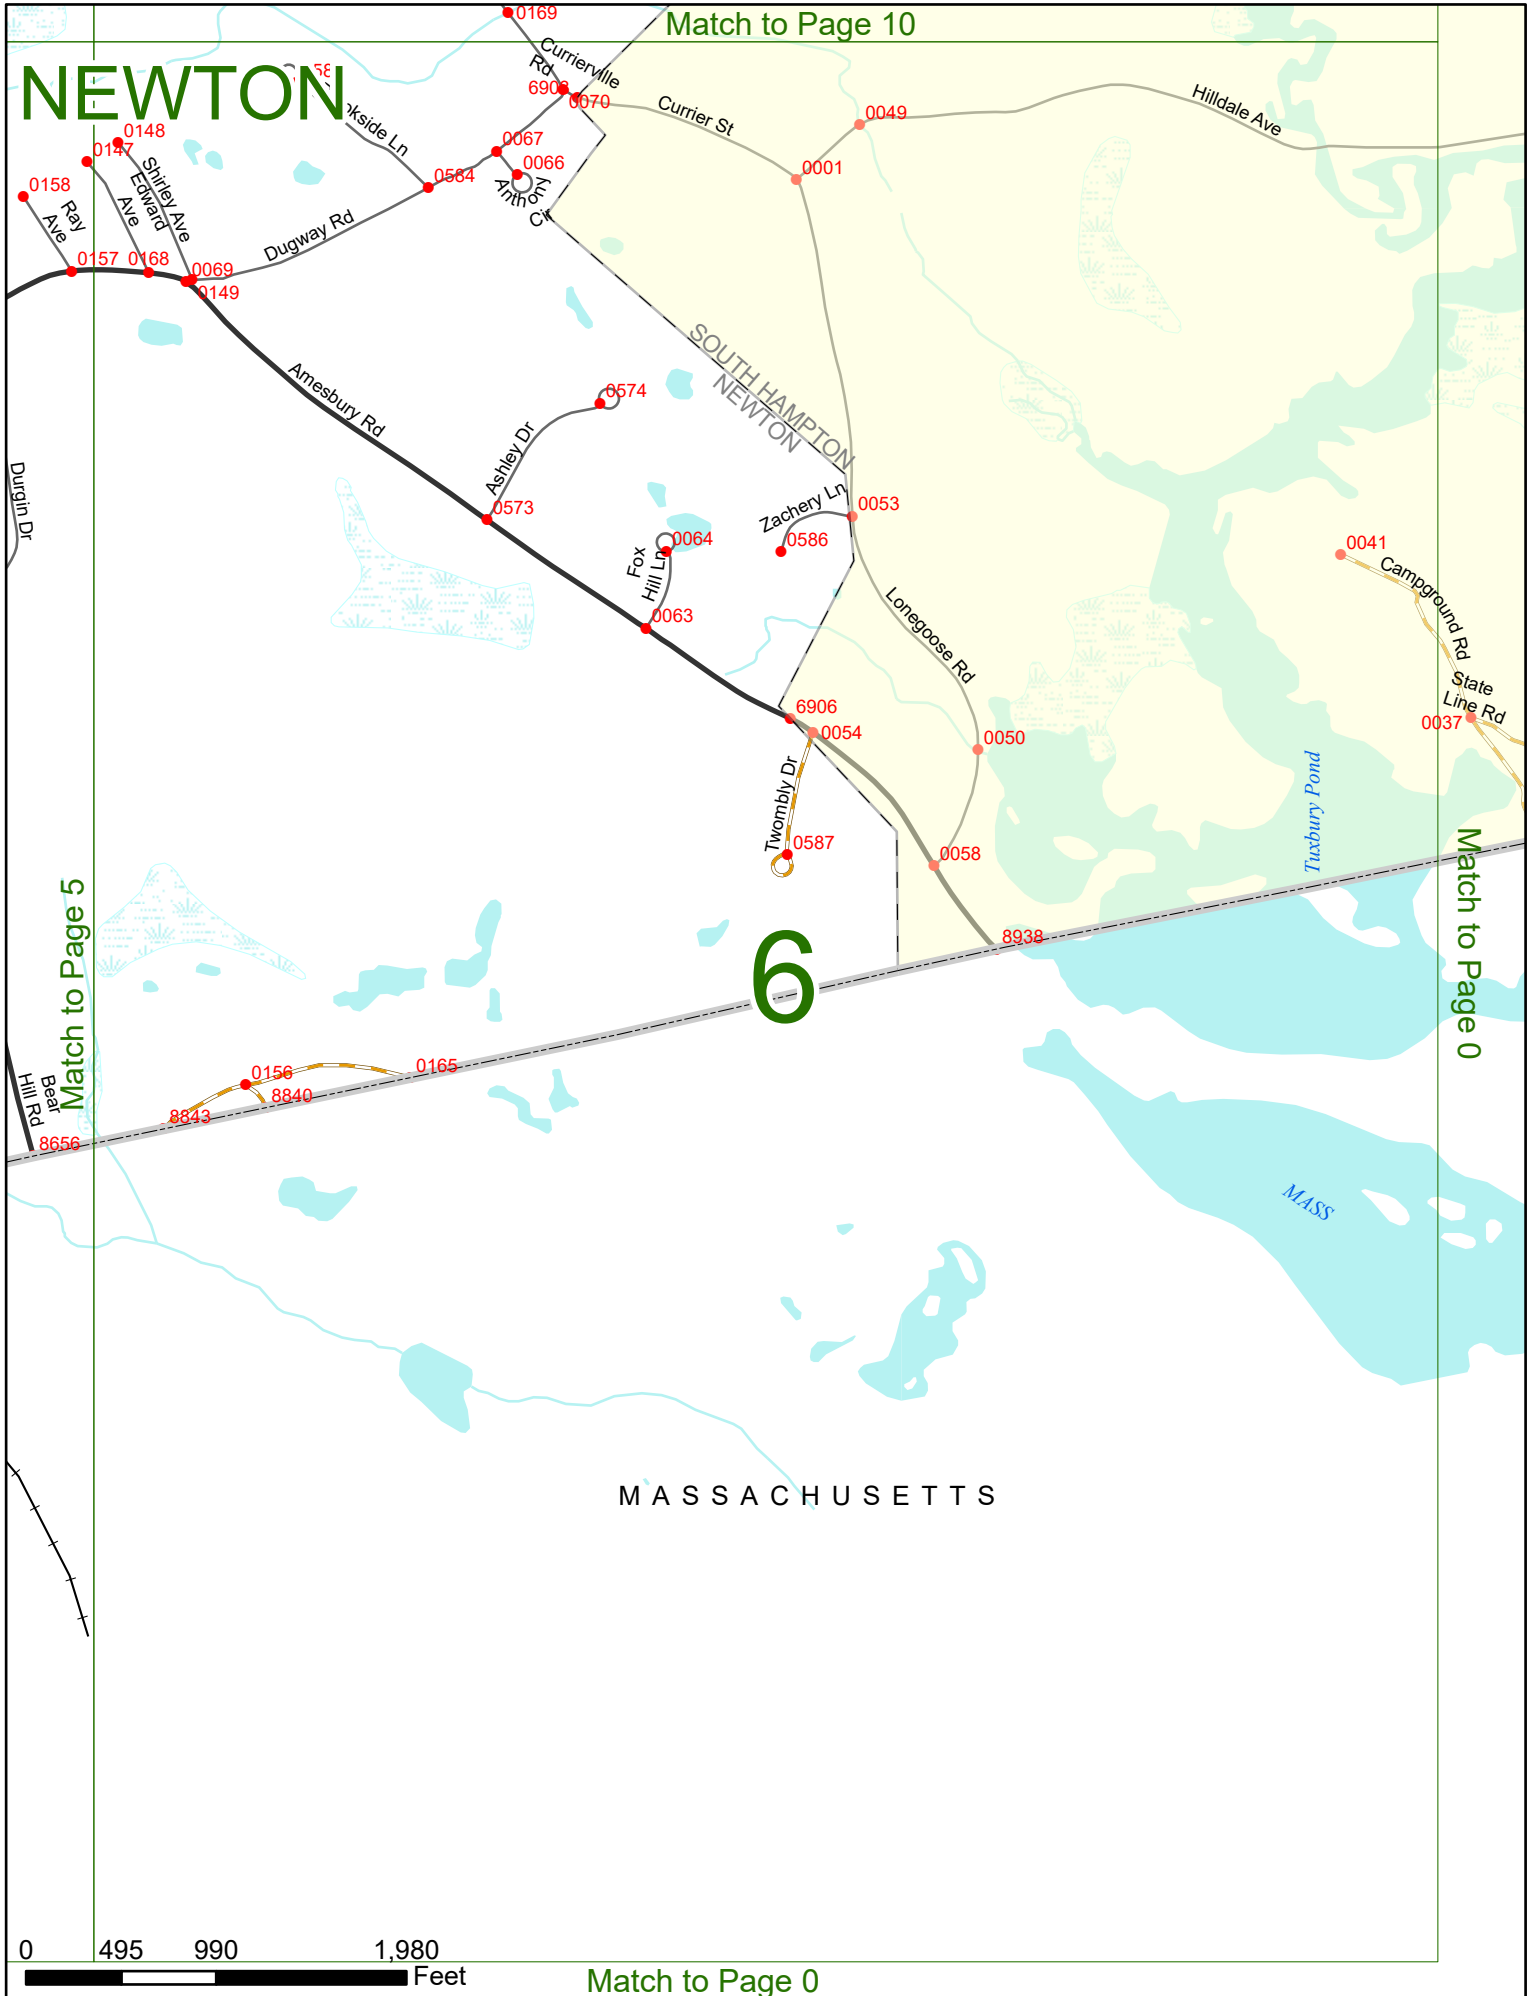 Match to Page 10
NEWTON
0169
Currierville
Rd
6903
0070
Currier St
0049
Hilldale Ave
0001
0148
0147
0158
Ray
Ave
Shirley Ave
Edward
Ave
0067
0066
Anthony
Cir
0584
Dugway Rd
0157
0168
0069
0149
Amesbury Rd
SOUTH HAMPTON
NEWTON
0574
Ashley Dr
0573
Durgin Dr
Zachery Ln
0053
0586
0064
Fox
Hill Ln
0063
0041
Campground Rd
State
Line Rd
0037
Lonegoose Rd
6906
0054
0050
Twombly Dr
0587
0058
Tuxbury Pond
8938
Match to Page 5
Match to Page 0
6
0156
0165
8840
8843
Bear
Hill Rd
8656
MASS
MASSACHUSETTS
0 495 990 1,980
Feet
Match to Page 0